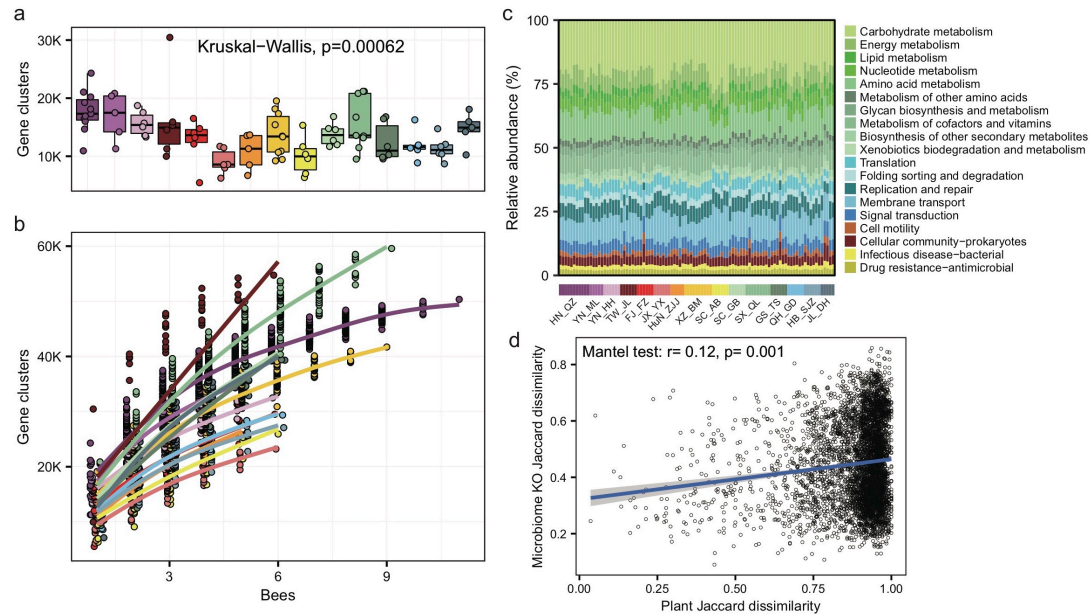 a
Kruskal−Wallis, p=0.00062
30K
20K
10K
Gene clusters
b
60K
40K
20K
Gene clusters
3
6
9
Bees
c
100
75
50
25
0
Relative abundance (%)
HN_QZ
YN_ML
YN_HH
TW_JL
FJ_FZ
JX_YX
HuN_ZJJ
XZ_BM
SC_AB
SC_GB
SX_QL
GS_TS
QH_GD
HB_SJZ
JL_DH
Carbohydrate metabolism
Energy metabolism
Lipid metabolism
Nucleotide metabolism
Amino acid metabolism
Metabolism of other amino acids
Glycan biosynthesis and metabolism
Metabolism of cofactors and vitamins
Biosynthesis of other secondary metabolites
Xenobiotics biodegradation and metabolism
Translation
Folding sorting and degradation
Replication and repair
Membrane transport
Signal transduction
Cell motility
Cellular community−prokaryotes
Infectious disease−bacterial
Drug resistance−antimicrobial
d
Mantel test: r= 0.12, p= 0.001
0.8
0.6
0.4
0.2
Microbiome KO Jaccard dissimilarity
0.00
0.25
0.50
0.75
1.00
Plant Jaccard dissimilarity